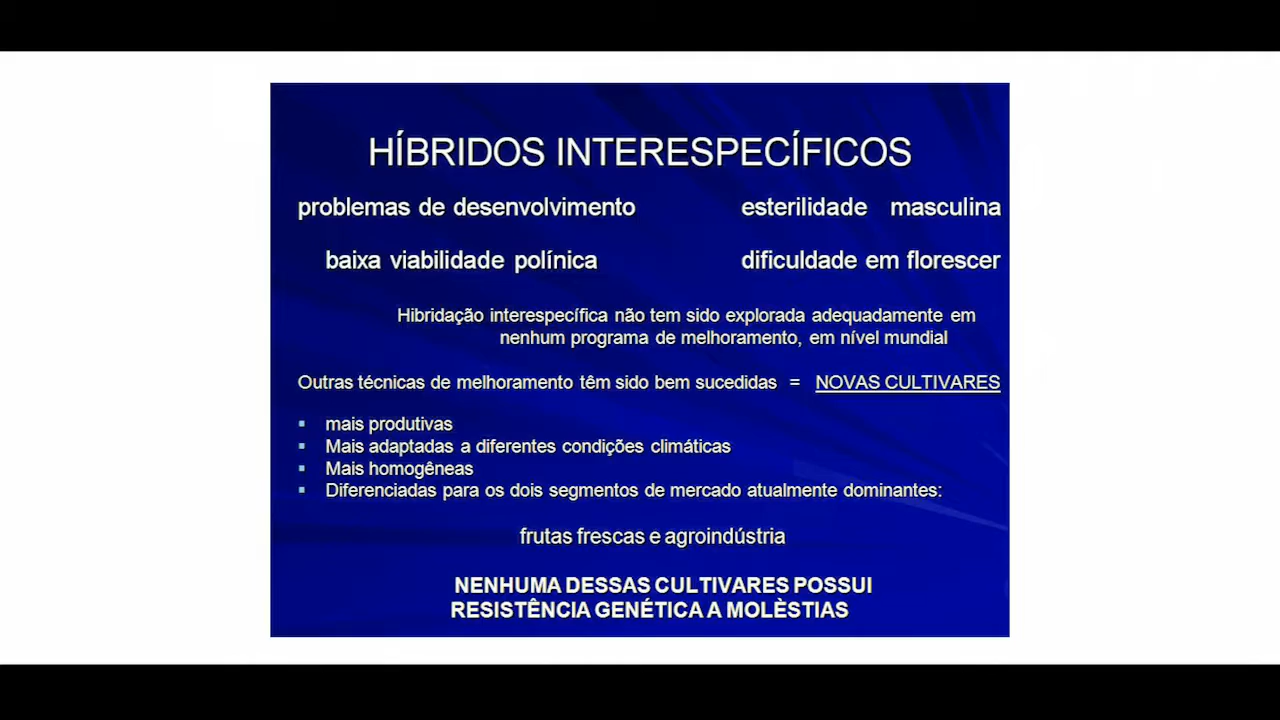 HÍBRIDOS INTERESPECÍFICOS
problemas de desenvolvimento esterilidade masculina
baixa viabilidade polínica dificuldade em florescer
Hibridação interespecífica não tem sido explorada adequadamente em
nenhum programa de melhoramento, em nível mundial
Outras técnicas de melhoramento têm sido bem sucedidas = NOVAS CULTIVARES
▪ mais produtivas
▪ Mais adaptadas a diferentes condições climáticas
▪ Mais homogêneas
▪ Diferenciadas para os dois segmentos de mercado atualmente dominantes:
frutas frescas e agroindústria
NENHUMA DESSAS CULTIVARES POSSUI
RESISTÊNCIA GENÉTICA A MOLÈSTIAS